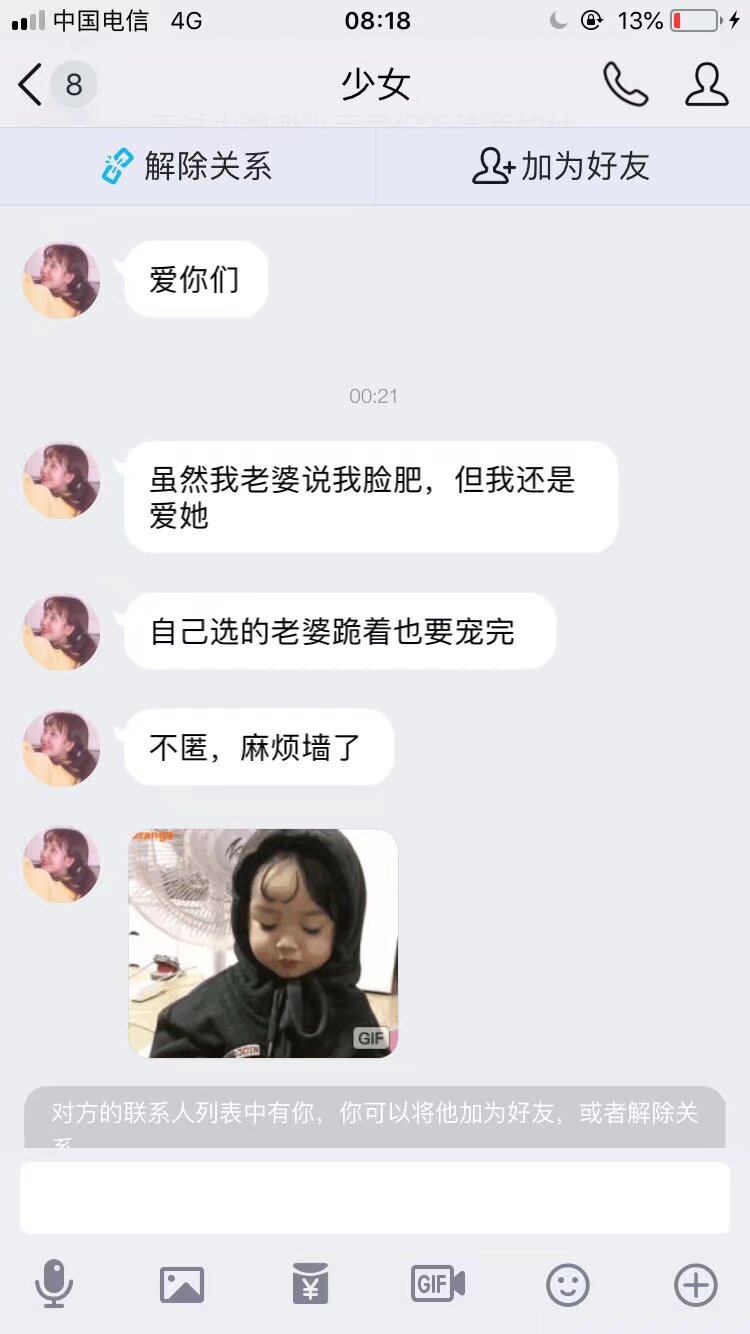 中国电信 4G 08:18 13%
8 少女
解除关系 加为好友
爱你们
00:21
虽然我老婆说我脸肥，但我还是
爱她
自己选的老婆跪着也要宠完
不匿，麻烦墙了
orange
JOIN
GIF
对方的联系人列表中有你，你可以将他加为好友，或者解除关
系
¥ GIF